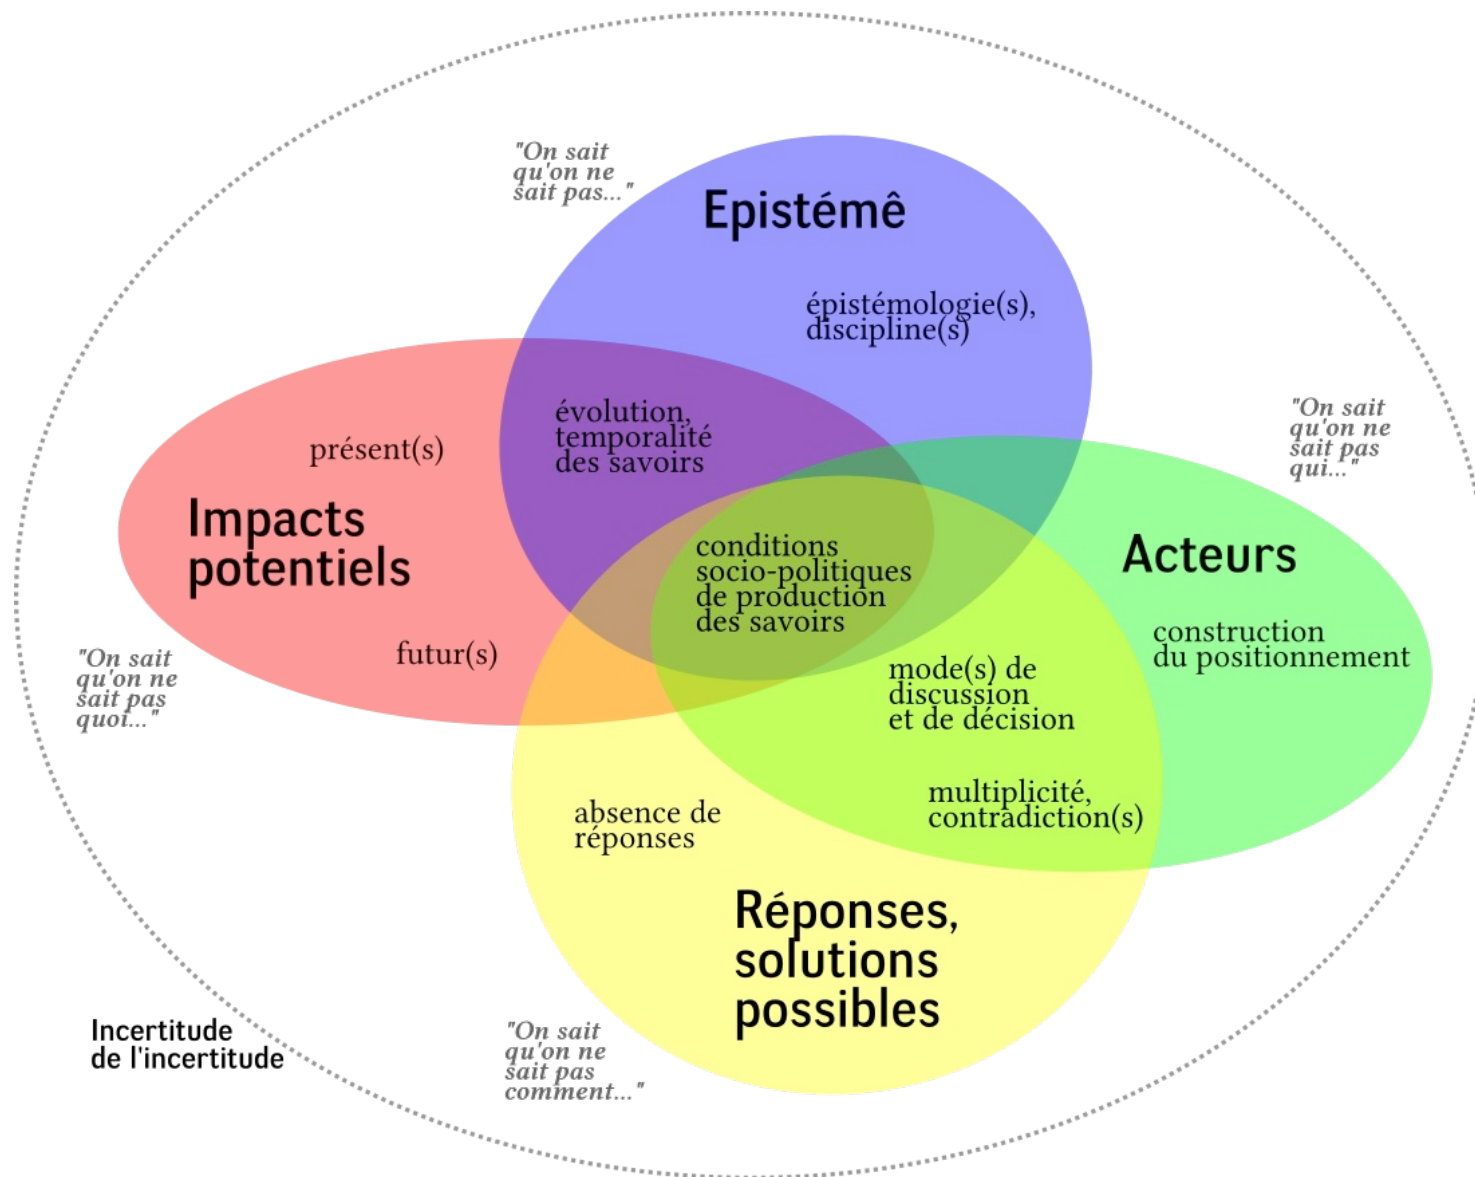 "On sait
qu'on ne
sait pas..."
Epistémê
épistémologie(s),
discipline(s)
évolution,
temporalité
des savoirs
présent(s)
Impacts
potentiels
futur(s)
"On sait
qu'on ne
sait pas
quoi..."
"On sait
qu'on ne
sait pas
qui..."
Acteurs
construction
du positionnement
conditions
socio-politiques
de production
des savoirs
mode(s) de
discussion
et de décision
multiplicité,
contradiction(s)
absence de
réponses
Réponses,
solutions
possibles
"On sait
qu'on ne
sait pas
comment..."
Incertitude
de l'incertitude